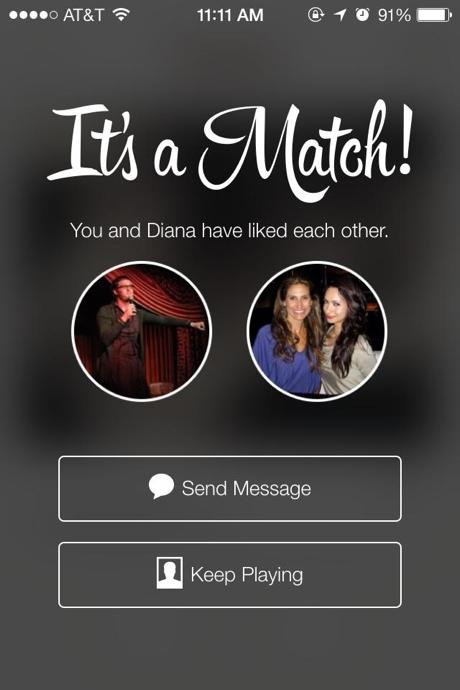 AT&T 11:11 AM 91%
It's a Match!
You and Diana have liked each other.
Send Message
Keep Playing